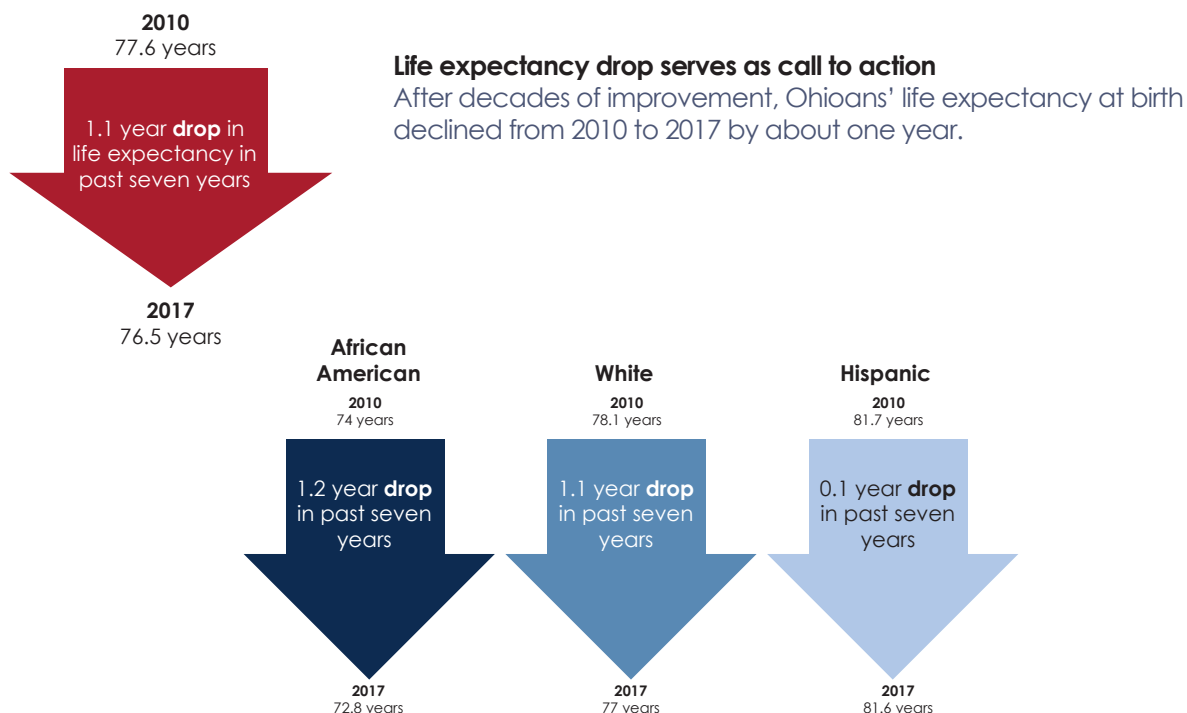 2010
77.6 years
1.1 year drop in
life expectancy in
past seven years
2017
76.5 years
Life expectancy drop serves as call to action
After decades of improvement, Ohioans’ life expectancy at birth
declined from 2010 to 2017 by about one year.
African
American
2010
74 years
1.2 year drop
in past seven
years
2017
72.8 years
White
2010
78.1 years
1.1 year drop
in past seven
years
2017
77 years
Hispanic
2010
81.7 years
0.1 year drop
in past seven
years
2017
81.6 years